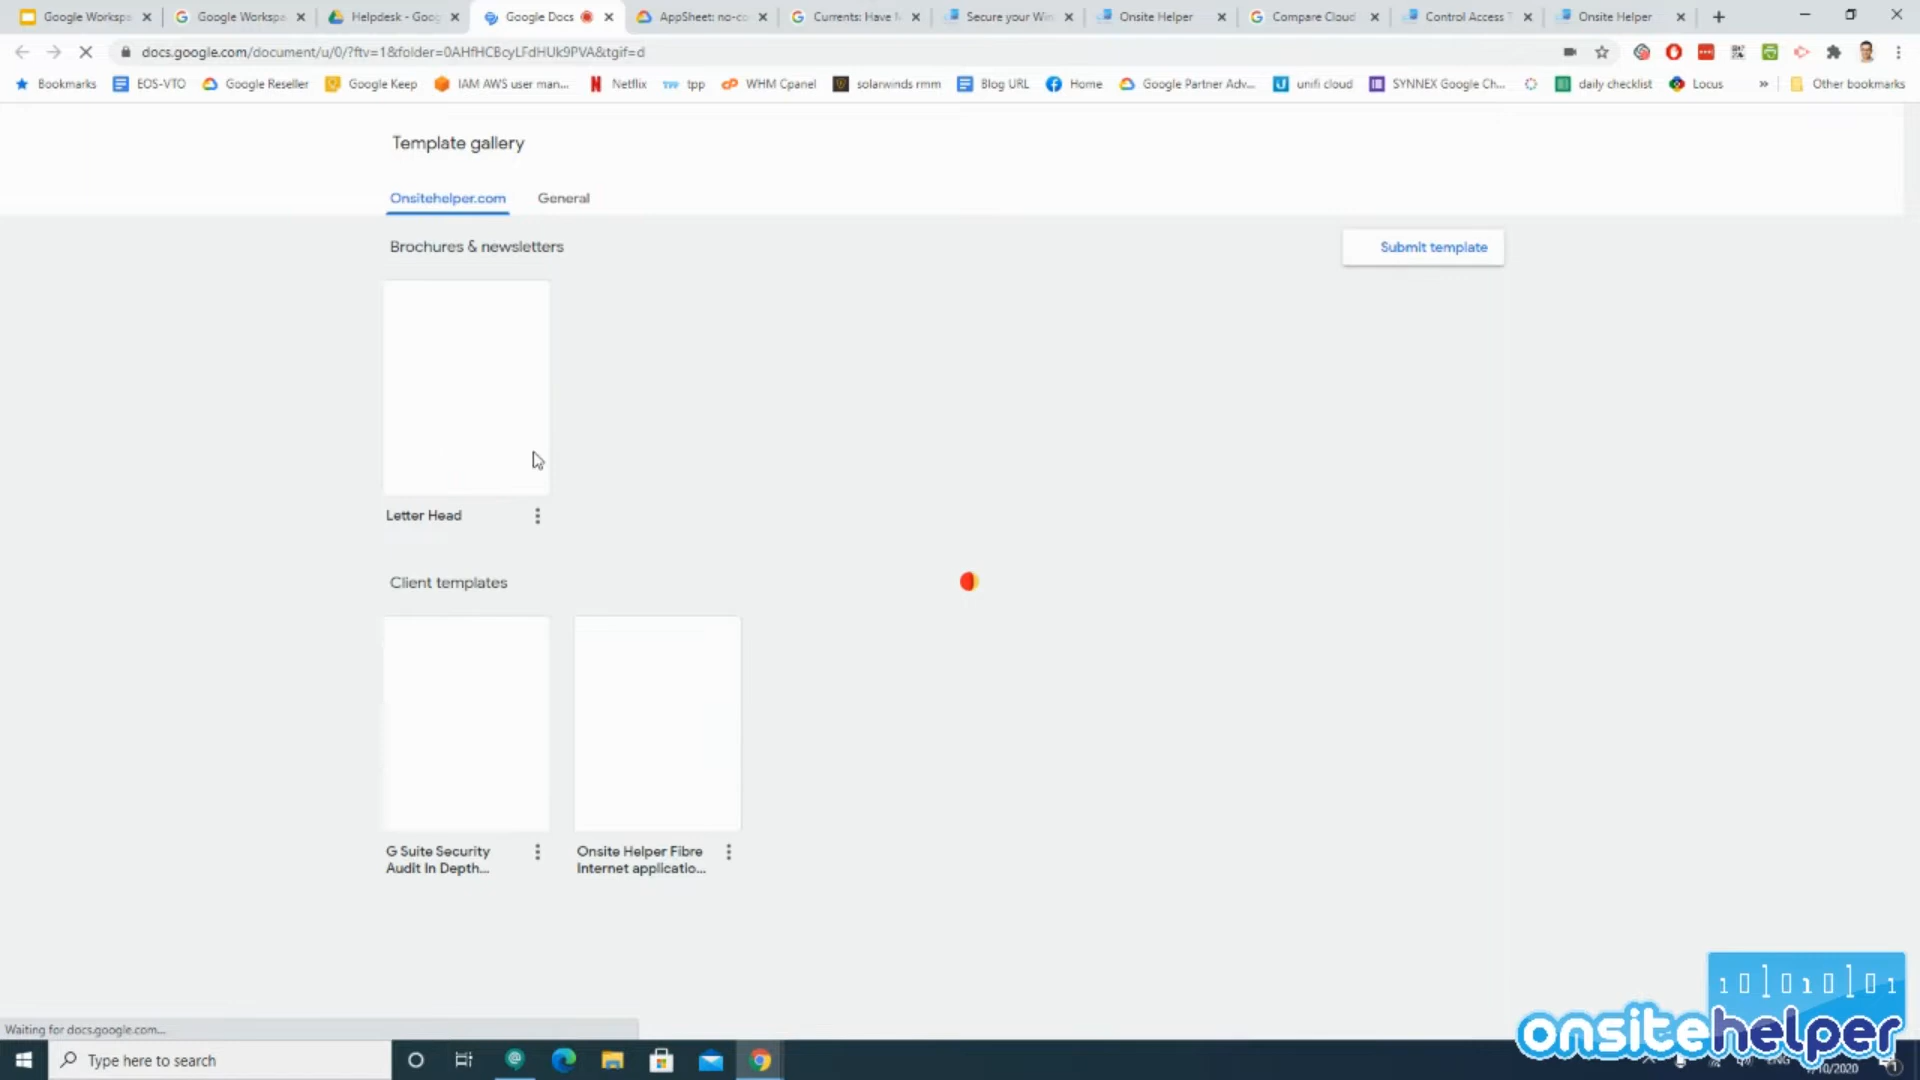 Google Workspa
Google Workspa
Helpdesk - Goog
Google Docs
AppSheet: no-co
Currents: Have
Secure your Win
Onsite Helper
Compare Cloud
Control Access T
Onsite Helper
docs.google.com/document/u/0/?ftv=1&folder=0AHfHCBcyLFdHUk9PVA&tgif=d
Bookmarks
EOS-VTO
Google Reseller
Google Keep
IAM AWS user man...
Netflix
tpp
WHM Cpanel
solarwinds rmm
Blog URL
Home
Google Partner Adv...
unifi cloud
SYNNEX Google Ch...
daily checklist
Locus
Other bookmarks
Template gallery
Onsitehelper.com
General
Brochures & newsletters
Submit template
Letter Head
Client templates
G Suite Security
Audit In Depth...
Onsite Helper Fibre
Internet applicatio...
Waiting for docs.google.com...
Type here to search
onsitehelper